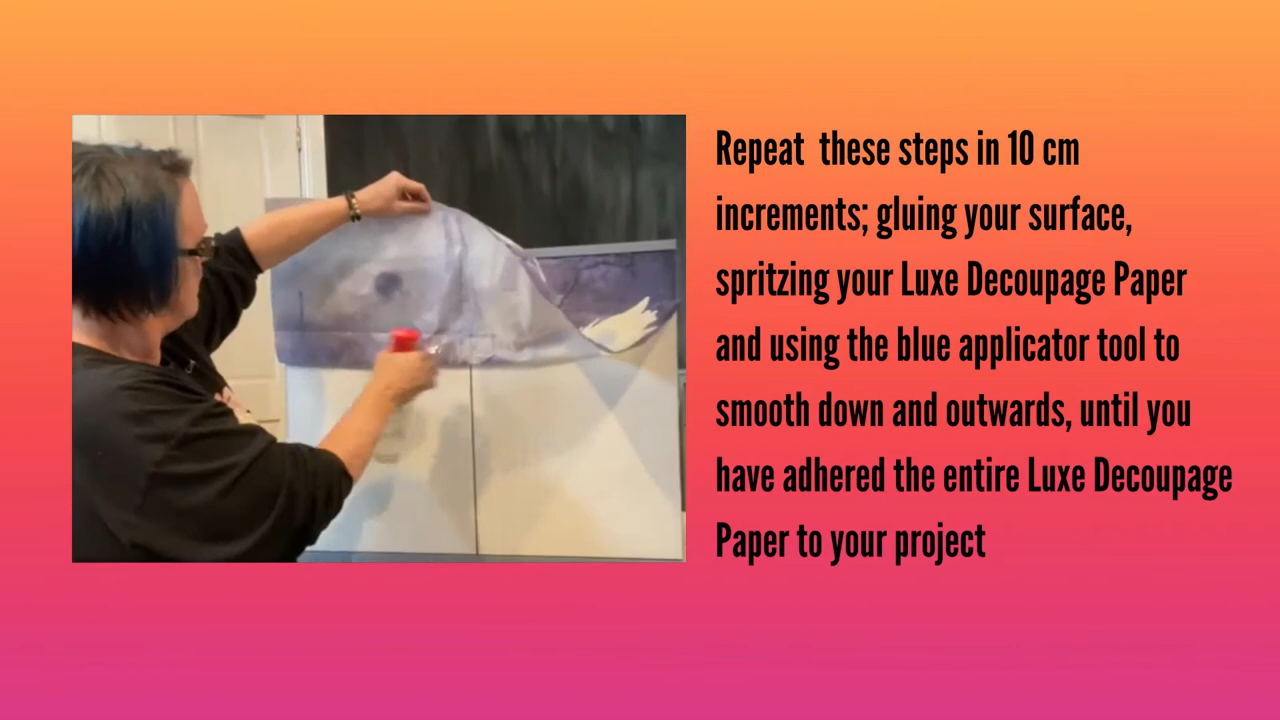 Repeat these steps in 10 cm
increments; gluing your surface,
spritzing your Luxe Decoupage Paper
and using the blue applicator tool to
smooth down and outwards, until you
have adhered the entire Luxe Decoupage
Paper to your project